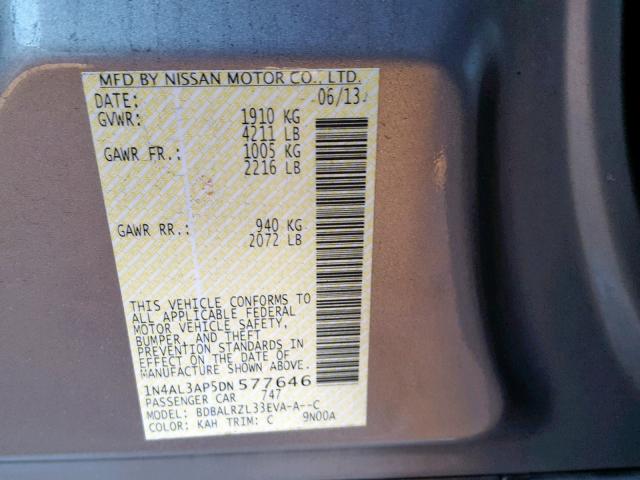 MFD BY NISSAN MOTOR CO., LTD.
DATE: 06/13
GVWR: 1910 KG
4211 LB
GAWR FR.: 1005 KG
2216 LB
GAWR RR.: 940 KG
2072 LB
THIS VEHICLE CONFORMS TO
ALL APPLICABLE FEDERAL
MOTOR VEHICLE SAFETY,
BUMPER, AND THEFT
PREVENTION STANDARDS IN
EFFECT ON THE DATE OF
MANUFACTURE SHOWN ABOVE.
1N4AL3AP5DN 577646
PASSENGER CAR 747
MODEL: BDBALRZL33EVA-A--C
COLOR: KAH TRIM: C 9N00A